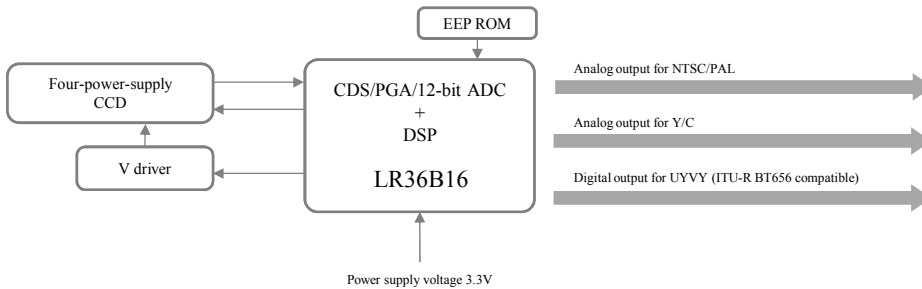 EEP ROM
Four-power-supply
CCD
V driver
CDS/PGA/12-bit ADC
+
DSP
LR36B16
Power supply voltage 3.3V
Analog output for NTSC/PAL
Analog output for Y/C
Digital output for UYVY (ITU-R BT656 compatible)